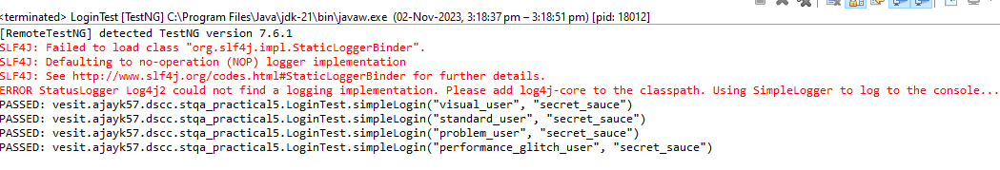 <terminated> LoginTest [TestNG] C:\Program Files\Java\jdk-21\bin\javaw.exe (02-Nov-2023, 3:18:37 pm – 3:18:51 pm) [pid: 18012]
[RemoteTestNG] detected TestNG version 7.6.1
SLF4J: Failed to load class "org.slf4j.impl.StaticLoggerBinder".
SLF4J: Defaulting to no-operation (NOP) logger implementation
SLF4J: See http://www.slf4j.org/codes.html#StaticLoggerBinder for further details.
ERROR StatusLogger Log4j2 could not find a logging implementation. Please add log4j-core to the classpath. Using SimpleLogger to log to the console...
PASSED: vesit.ajayk57.dscc.stqa_practical5.LoginTest.simpleLogin("visual_user", "secret_sauce")
PASSED: vesit.ajayk57.dscc.stqa_practical5.LoginTest.simpleLogin("standard_user", "secret_sauce")
PASSED: vesit.ajayk57.dscc.stqa_practical5.LoginTest.simpleLogin("problem_user", "secret_sauce")
PASSED: vesit.ajayk57.dscc.stqa_practical5.LoginTest.simpleLogin("performance_glitch_user", "secret_sauce")